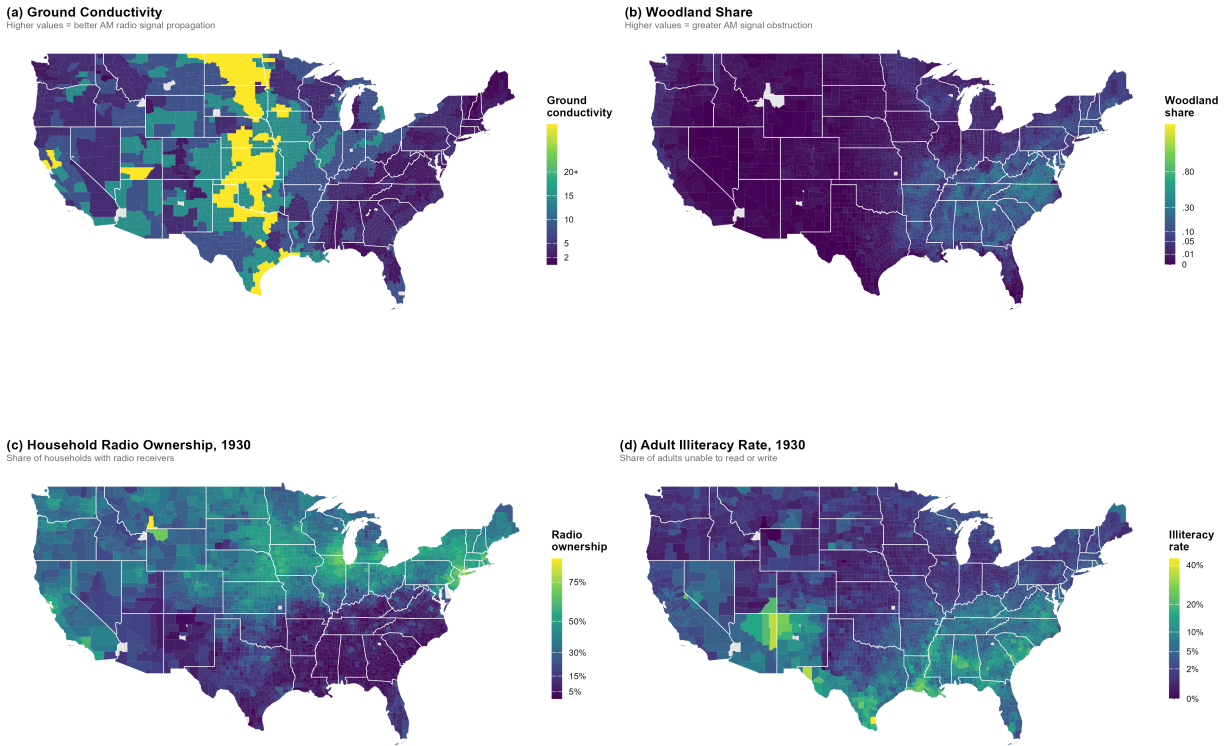 (a) Ground Conductivity
Higher values = better AM radio signal propagation
Ground
conductivity
20+
15
10
5
2
(b) Woodland Share
Higher values = greater AM signal obstruction
Woodland
share
.80
.30
.10
.05
.01
0
(c) Household Radio Ownership, 1930
Share of households with radio receivers
Radio
ownership
75%
50%
30%
15%
5%
(d) Adult Illiteracy Rate, 1930
Share of adults unable to read or write
Illiteracy
rate
40%
20%
10%
5%
2%
0%